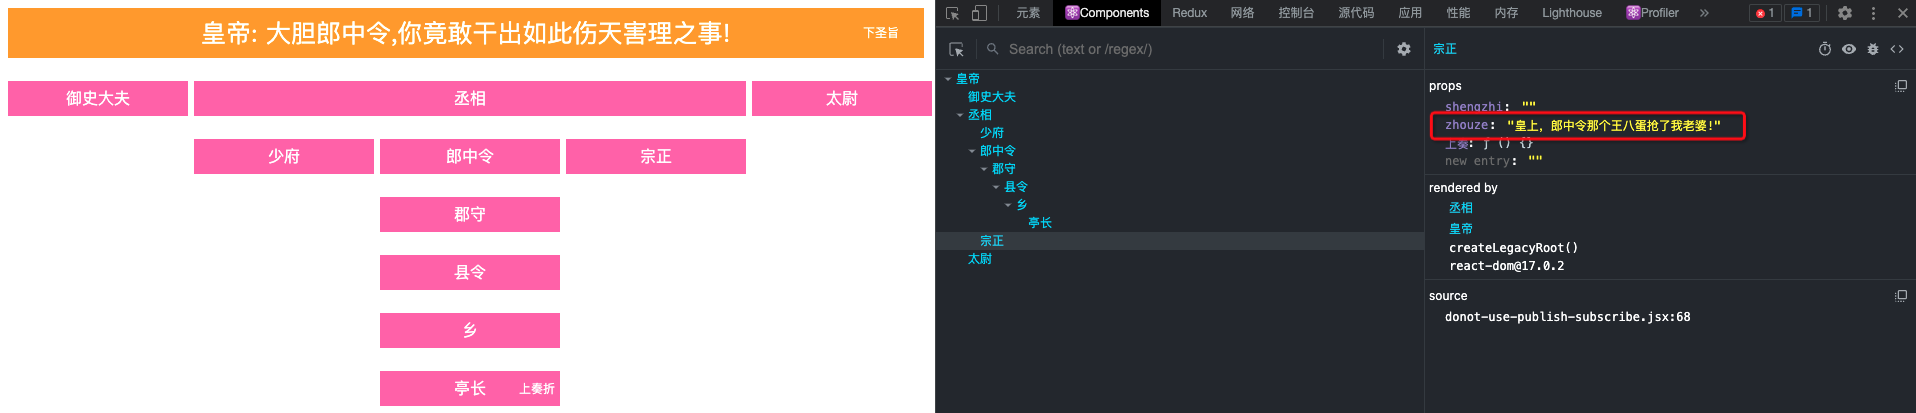 皇帝: 大胆郎中令,你竟敢干出如此伤天害理之事!
下圣旨
御史大夫
丞相
太尉
少府
郎中令
宗正
郡守
县令
乡
亭长
上奏折
元素
Components
Redux
网络
控制台
源代码
应用
性能
内存
Lighthouse
Profiler
»
1
1
Search (text or /regex/)
皇帝
御史大夫
丞相
少府
郎中令
郡守
县令
乡
亭长
宗正
太尉
宗正
props
shengzhi: ""
zhouze: "皇上, 郎中令那个王八蛋抢了我老婆!"
上奏: ƒ () {}
new entry: ""
rendered by
丞相
皇帝
createLegacyRoot()
react-dom@17.0.2
source
donot-use-publish-subscribe.jsx:68